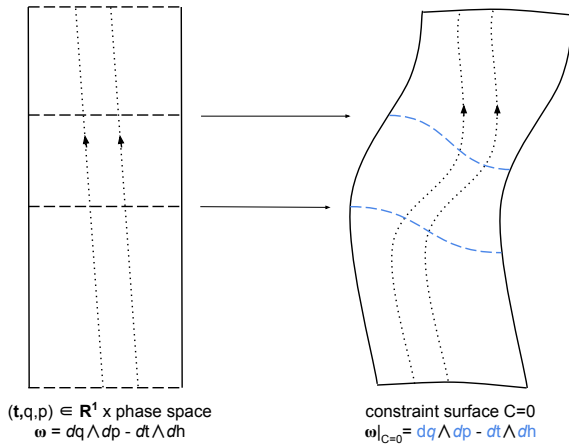 (t,q,p) ∈ R¹ x phase space
ω = dq∧dp - dt∧dh
constraint surface C=0
ω|C=0= dq∧dp - dt∧dh